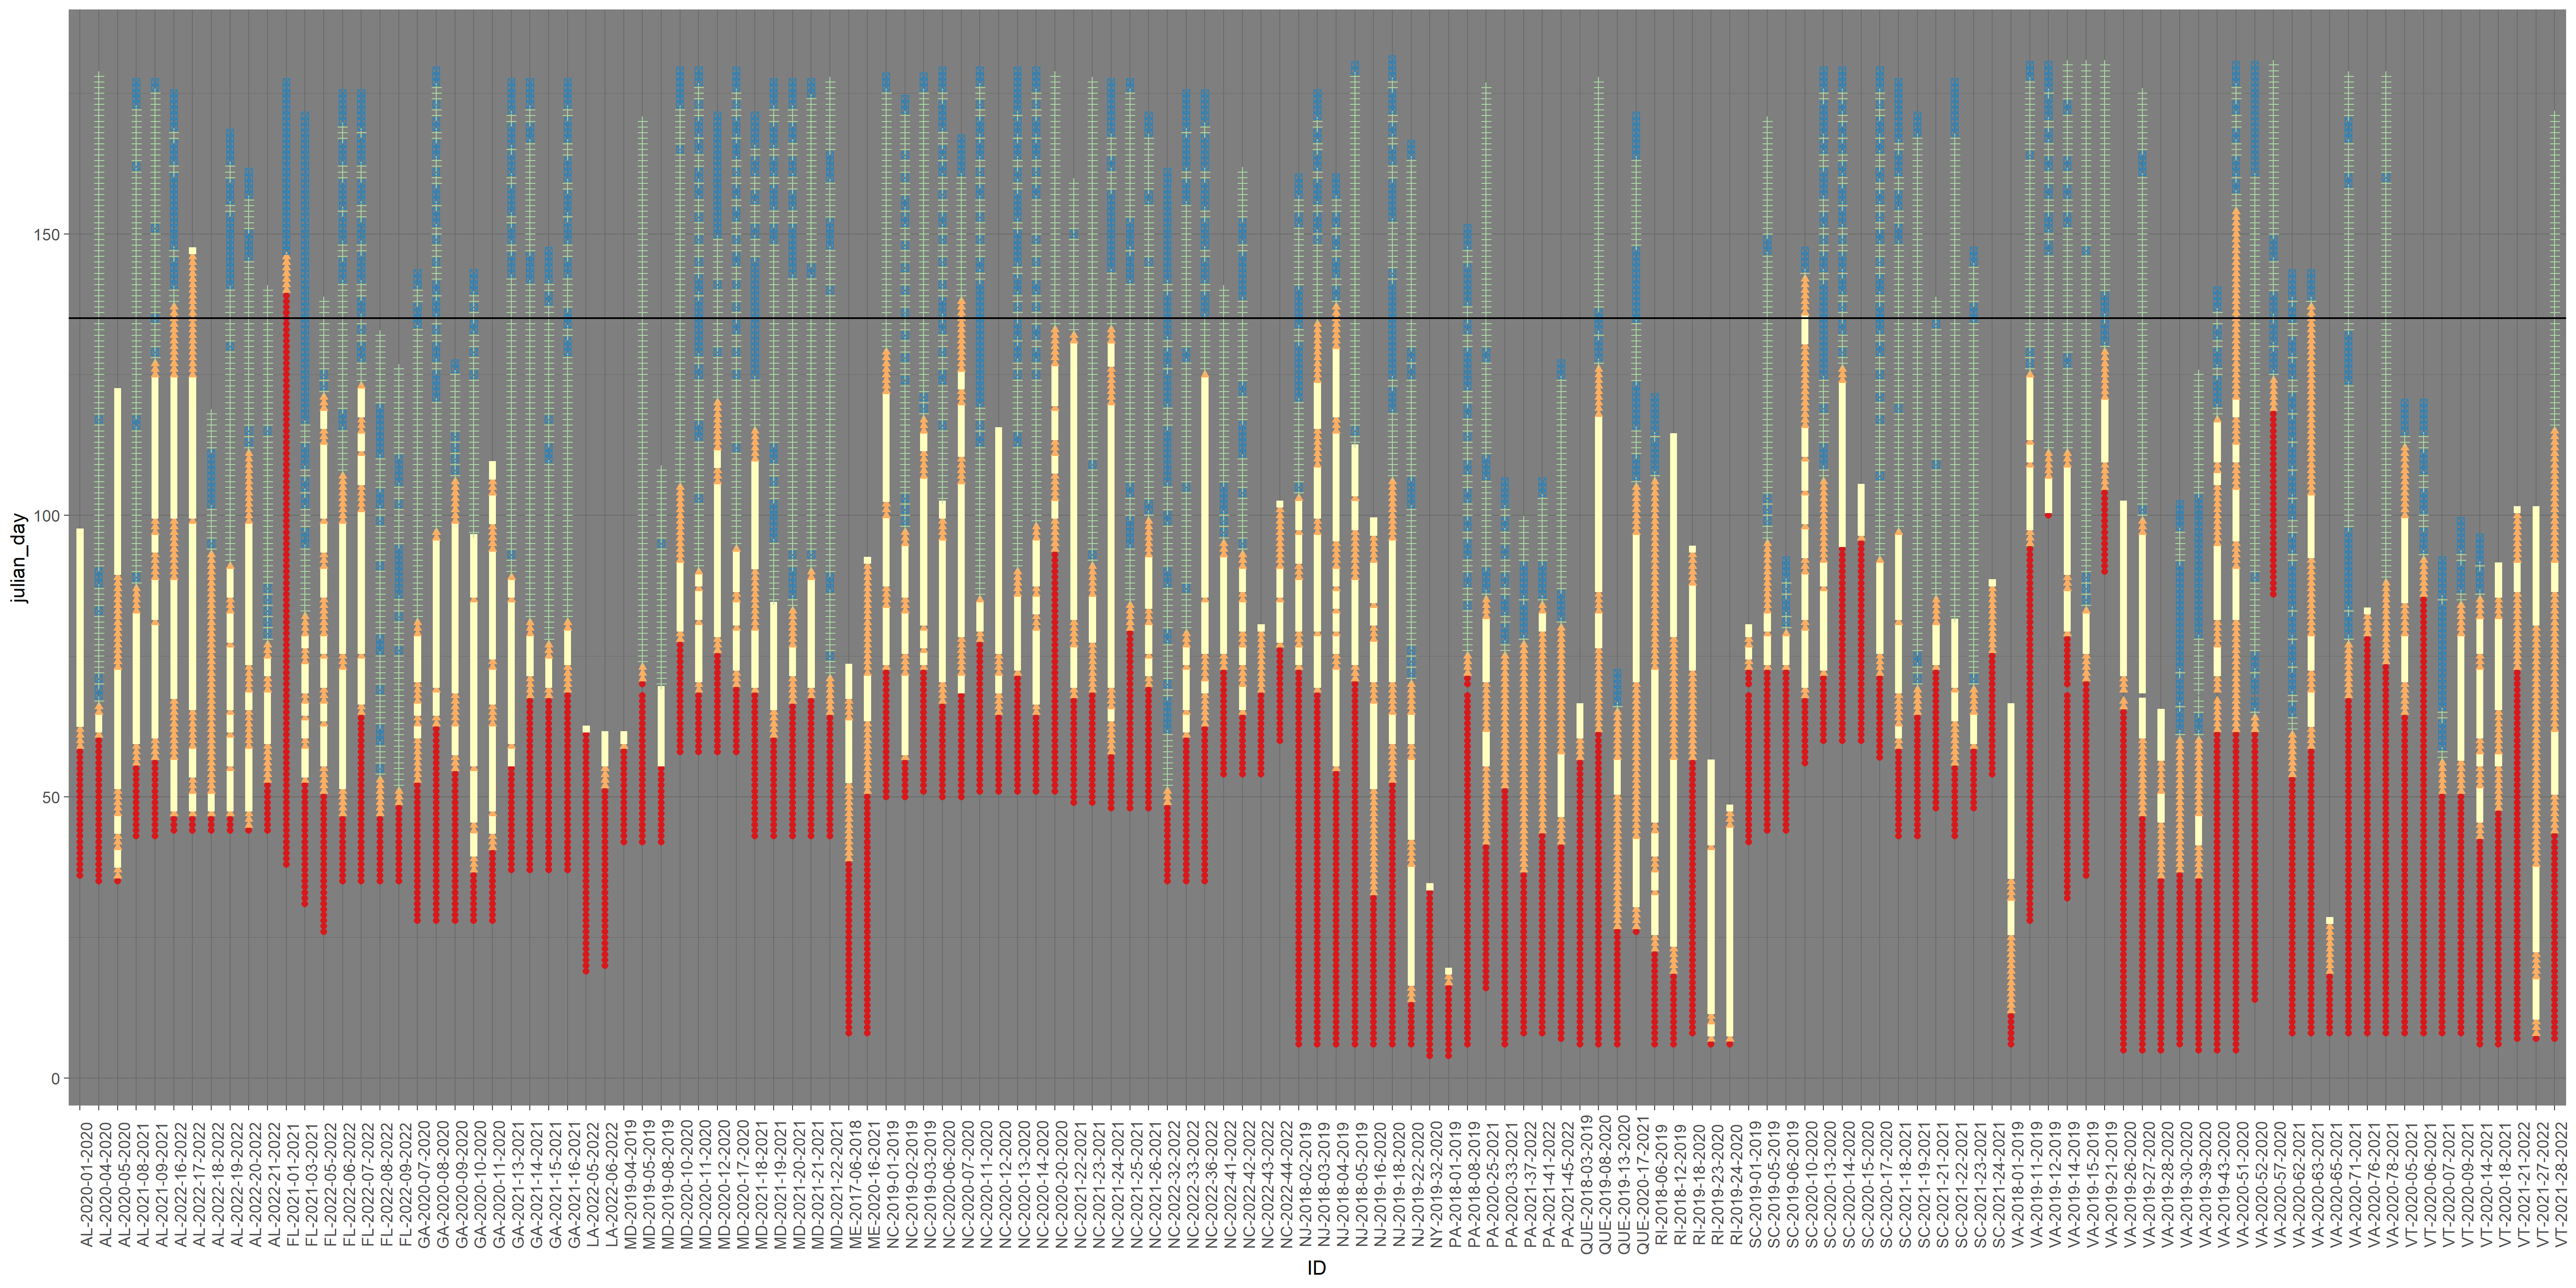 julian_day
150
100
50
0
AL-2020-01-2020
AL-2020-04-2020
AL-2020-05-2020
AL-2021-08-2021
AL-2021-09-2021
AL-2022-16-2022
AL-2022-17-2022
AL-2022-18-2022
AL-2022-19-2022
AL-2022-20-2022
AL-2022-21-2022
FL-2021-01-2021
FL-2021-03-2021
FL-2022-05-2022
FL-2022-06-2022
FL-2022-07-2022
FL-2022-08-2022
FL-2022-09-2022
GA-2020-07-2020
GA-2020-08-2020
GA-2020-09-2020
GA-2020-10-2020
GA-2020-11-2020
GA-2021-13-2021
GA-2021-14-2021
GA-2021-15-2021
GA-2021-16-2021
LA-2022-05-2022
LA-2022-06-2022
MD-2019-04-2019
MD-2019-05-2019
MD-2019-08-2019
MD-2020-10-2020
MD-2020-11-2020
MD-2020-12-2020
MD-2020-17-2020
MD-2021-18-2021
MD-2021-19-2021
MD-2021-20-2021
MD-2021-21-2021
MD-2021-22-2021
ME-2017-06-2018
ME-2020-16-2021
NC-2019-01-2019
NC-2019-02-2019
NC-2019-03-2019
NC-2020-06-2020
NC-2020-07-2020
NC-2020-11-2020
NC-2020-12-2020
NC-2020-13-2020
NC-2020-14-2020
NC-2020-20-2020
NC-2021-22-2021
NC-2021-23-2021
NC-2021-24-2021
NC-2021-25-2021
NC-2021-26-2021
NC-2022-32-2022
NC-2022-33-2022
NC-2022-36-2022
NC-2022-41-2022
NC-2022-42-2022
NC-2022-43-2022
NC-2022-44-2022
NJ-2018-02-2019
NJ-2018-03-2019
NJ-2018-04-2019
NJ-2018-05-2019
NJ-2019-16-2020
NJ-2019-18-2020
NJ-2019-22-2020
NY-2019-32-2020
PA-2018-01-2019
PA-2018-08-2019
PA-2020-25-2021
PA-2020-33-2021
PA-2021-37-2022
PA-2021-41-2022
PA-2021-45-2022
QUE-2018-03-2019
QUE-2019-08-2020
QUE-2019-13-2020
QUE-2020-17-2021
RI-2018-06-2019
RI-2018-12-2019
RI-2019-18-2020
RI-2019-23-2020
RI-2019-24-2020
SC-2019-01-2019
SC-2019-05-2019
SC-2019-06-2019
SC-2020-10-2020
SC-2020-13-2020
SC-2020-14-2020
SC-2020-15-2020
SC-2020-17-2020
SC-2021-18-2021
SC-2021-19-2021
SC-2021-21-2021
SC-2021-22-2021
SC-2021-23-2021
SC-2021-24-2021
VA-2018-01-2019
VA-2019-11-2019
VA-2019-12-2019
VA-2019-14-2019
VA-2019-15-2019
VA-2019-21-2019
VA-2019-26-2020
VA-2019-27-2020
VA-2019-28-2020
VA-2019-30-2020
VA-2019-39-2020
VA-2019-43-2020
VA-2020-51-2020
VA-2020-52-2020
VA-2020-57-2020
VA-2020-62-2021
VA-2020-63-2021
VA-2020-65-2021
VA-2020-71-2021
VA-2020-76-2021
VA-2020-78-2021
VT-2020-05-2021
VT-2020-06-2021
VT-2020-07-2021
VT-2020-09-2021
VT-2020-14-2021
VT-2020-18-2021
VT-2021-21-2022
VT-2021-27-2022
VT-2021-28-2022
ID